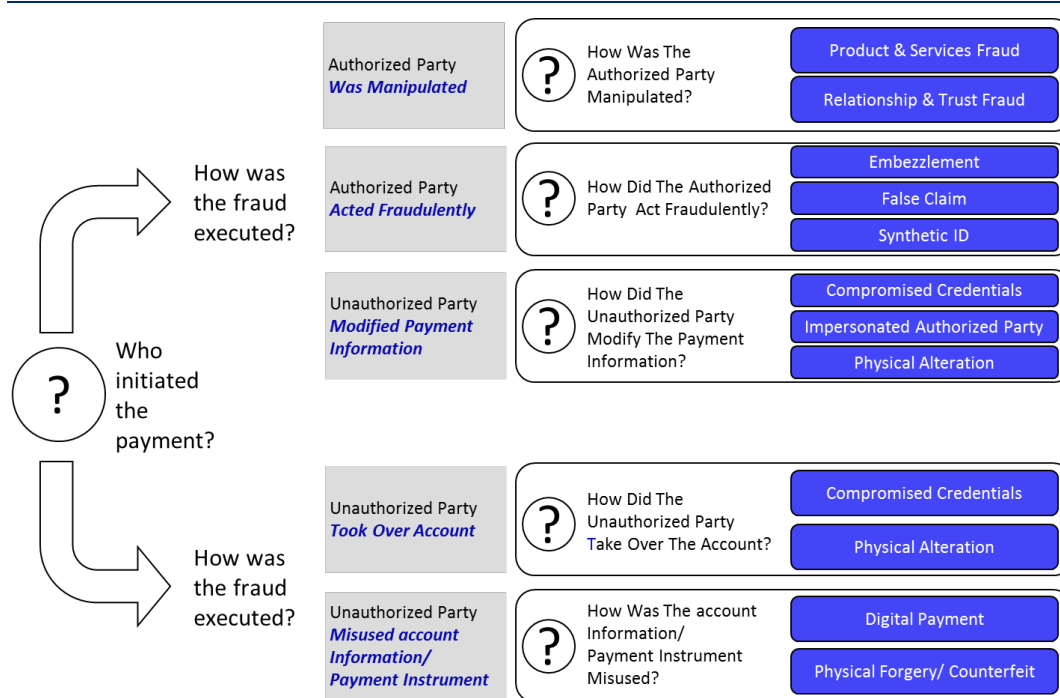 ?
Who
initiated
the
payment?
How was
the fraud
executed?
Authorized Party
Was Manipulated
?
How Was The
Authorized Party
Manipulated?
Product & Services Fraud
Relationship & Trust Fraud
Authorized Party
Acted Fraudulently
?
How Did The Authorized
Party Act Fraudulently?
Embezzlement
False Claim
Synthetic ID
Unauthorized Party
Modified Payment
Information
?
How Did The
Unauthorized Party
Modify The Payment
Information?
Compromised Credentials
Impersonated Authorized Party
Physical Alteration
How was
the fraud
executed?
Unauthorized Party
Took Over Account
?
How Did The
Unauthorized Party
Take Over The Account?
Compromised Credentials
Physical Alteration
Unauthorized Party
Misused account
Information/
Payment Instrument
?
How Was The account
Information/
Payment Instrument
Misused?
Digital Payment
Physical Forgery/ Counterfeit